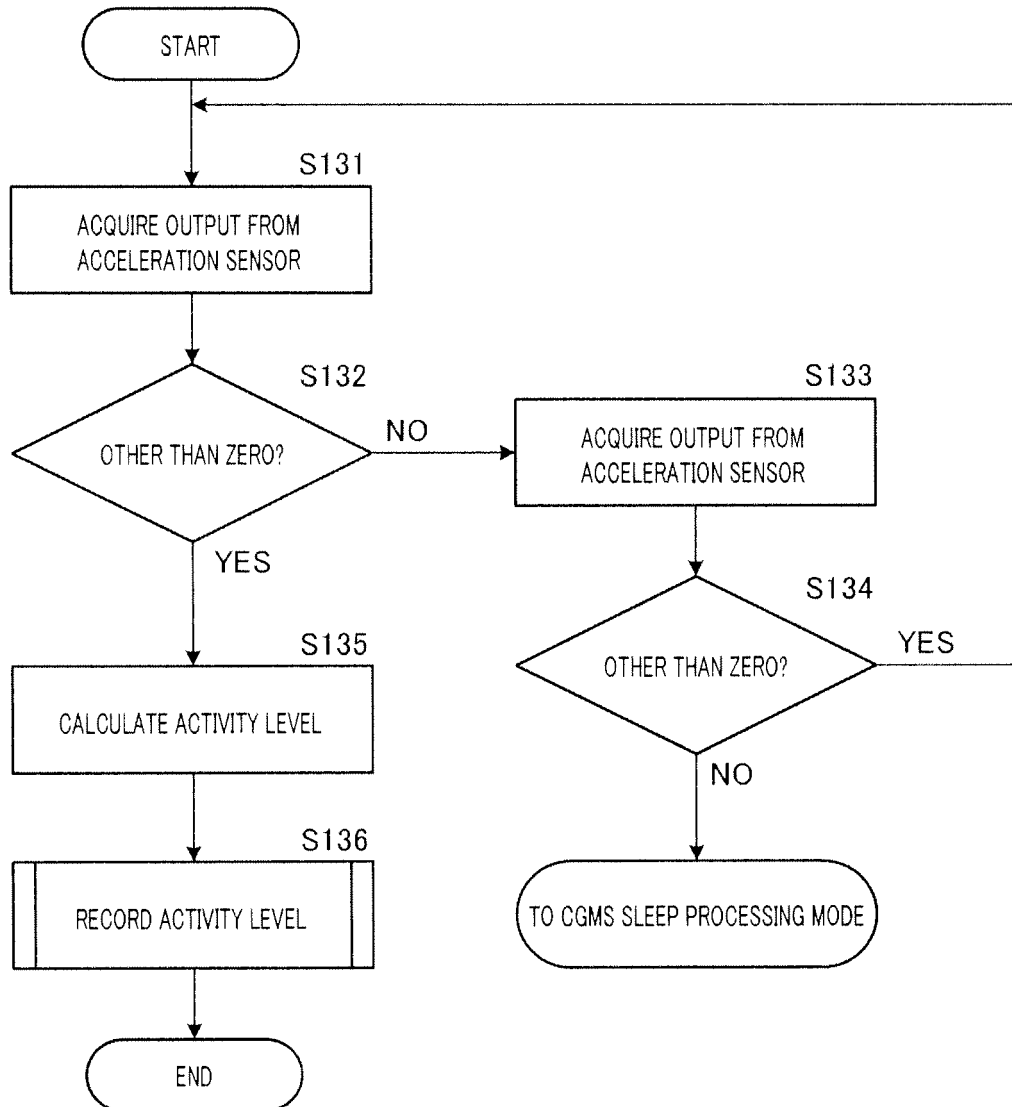 START
S131
ACQUIRE OUTPUT FROM
ACCELERATION SENSOR
S132
OTHER THAN ZERO?
NO
YES
S133
ACQUIRE OUTPUT FROM
ACCELERATION SENSOR
S134
OTHER THAN ZERO?
YES
NO
TO CGMS SLEEP PROCESSING MODE
S135
CALCULATE ACTIVITY LEVEL
S136
RECORD ACTIVITY LEVEL
END